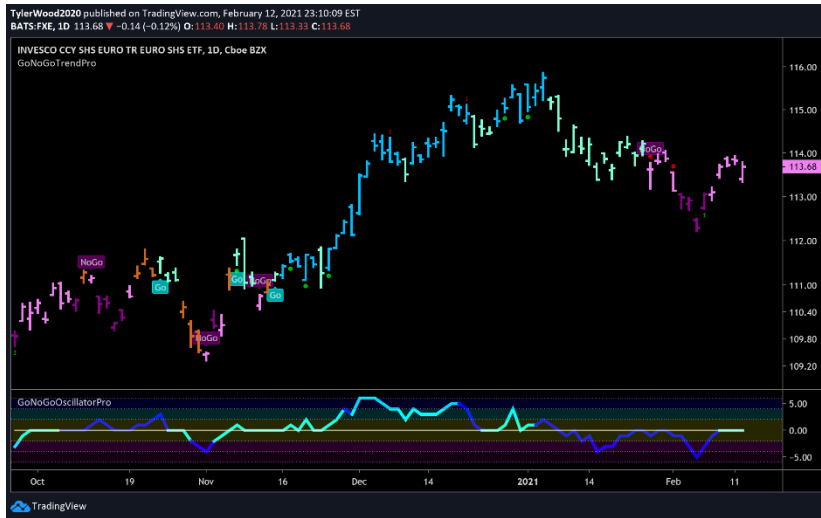 TylerWood2020 published on TradingView.com, February 12, 2021 23:10:09 EST
BATS:FXE, 1D 113.68 ▼ −0.14 (−0.12%) O:113.40 H:113.78 L:113.33 C:113.68
INVESCO CCY SHS EURO TR EURO SHS ETF, 1D, Cboe BZX
GoNoGoTrendPro
116.00
115.00
114.00
NoGo
113.68
113.00
1
112.00
NoGo
Go
NoGo
111.00
Go
Go
110.40
NoGo
109.80
109.20
GoNoGoOscillatorPro
5.00
0.00
−5.00
Oct 19 Nov 16 Dec 14 2021 14 Feb 11
TradingView